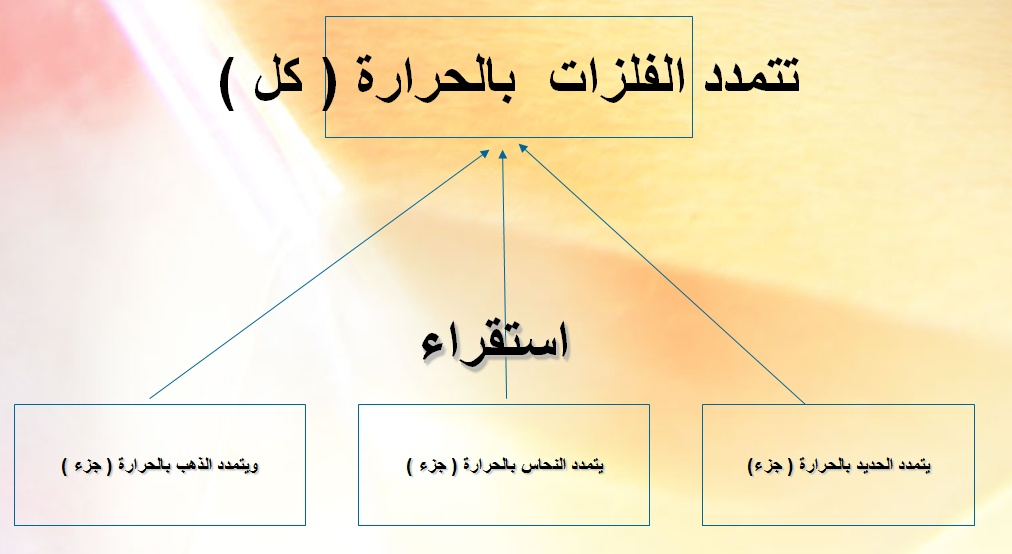 تتمدد الفلزات بالحرارة ( كل )
استقراء
يتمدد الحديد بالحرارة ( جزء)
يتمدد النحاس بالحرارة ( جزء )
ويتمدد الذهب بالحرارة ( جزء )